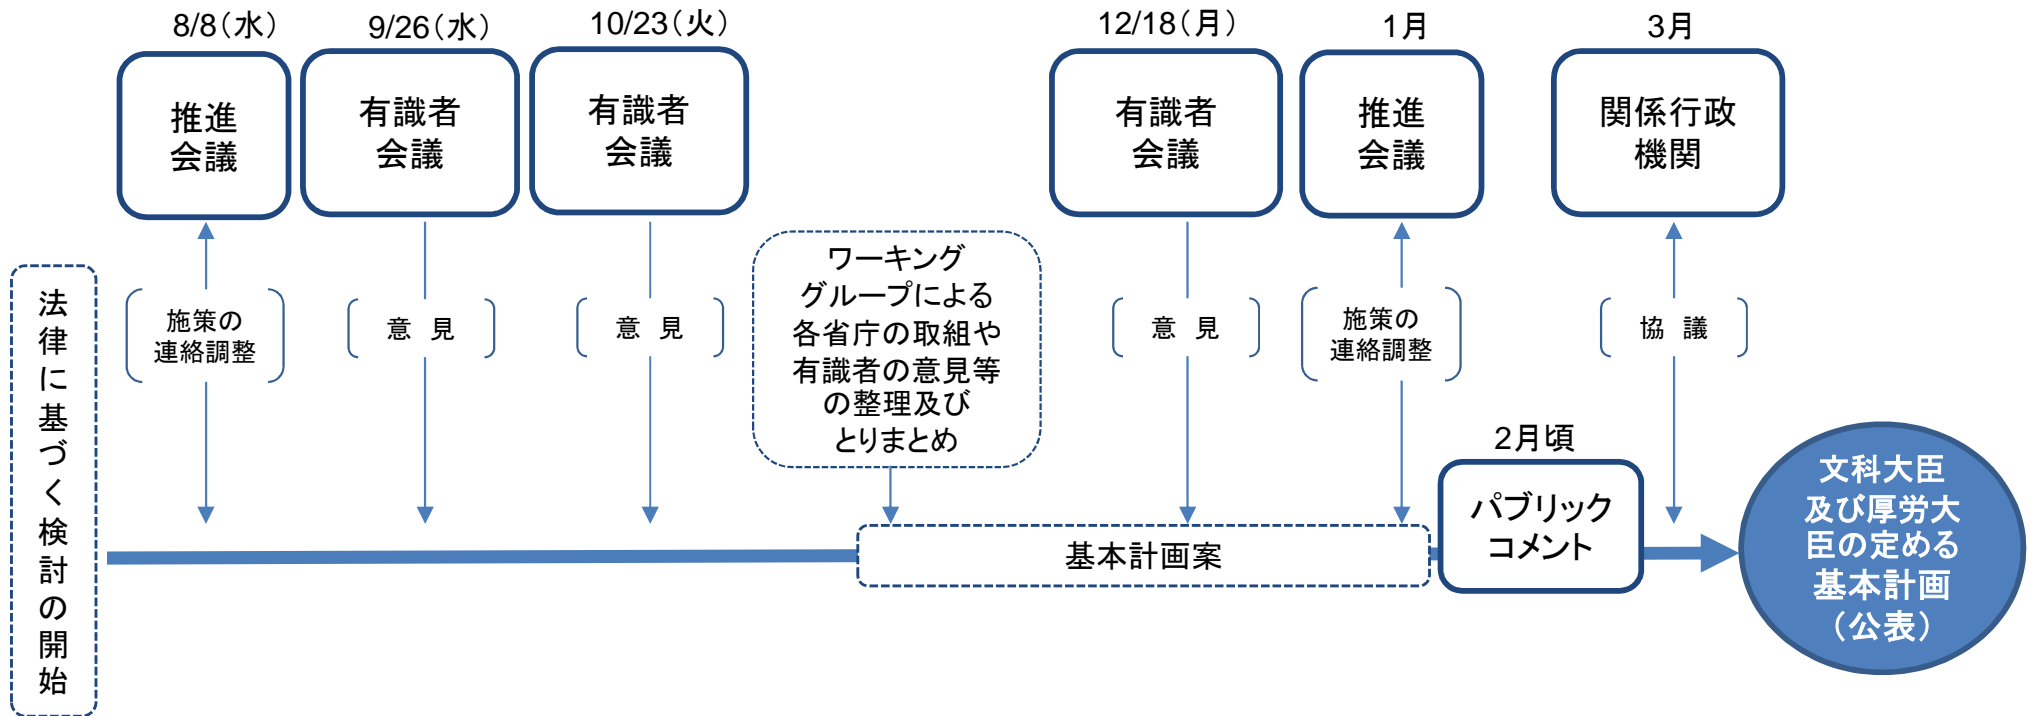 8/8（水）
推進
会議
施策の
連絡調整
9/26（水）
有識者
会議
意 見
10/23（火）
有識者
会議
意 見
ワーキング
グループによる
各省庁の取組や
有識者の意見等
の整理及び
とりまとめ
12/18（月）
有識者
会議
意 見
1月
推進
会議
施策の
連絡調整
3月
関係行政
機関
協 議
法律に基づく検討の開始
基本計画案
2月頃
パブリック
コメント
文科大臣
及び厚労大
臣の定める
基本計画
（公表）